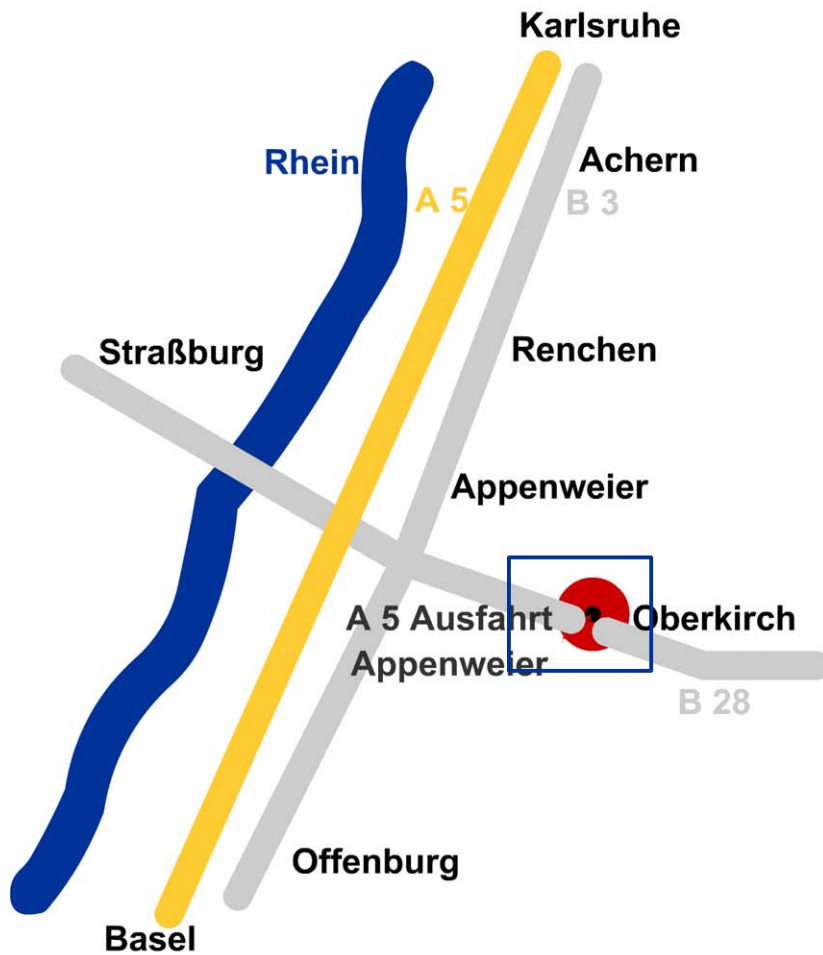 Karlsruhe
Rhein
Achern
A 5
B 3
Straßburg
Renchen
Appenweier
A 5 Ausfahrt
Appenweier
Oberkirch
B 28
Offenburg
Basel